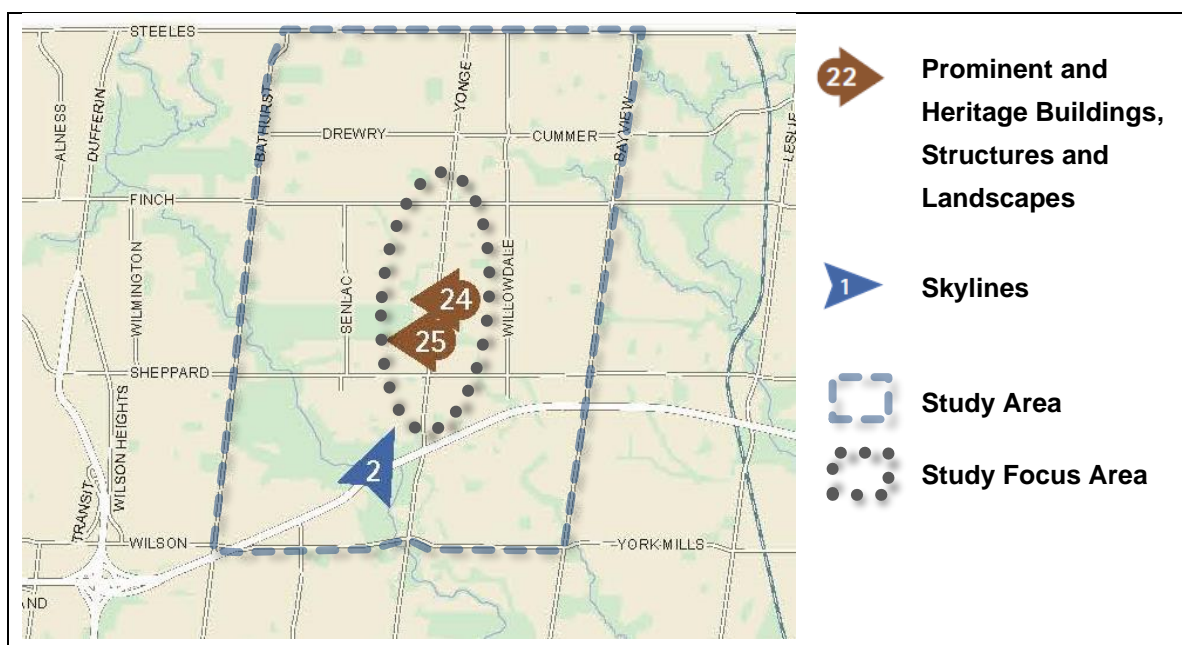 STEELES
ALNESS
DUFFERIN
BATHURST
YONGE
BAYVIEW
LESLIE
DREWRY
CUMMER
FINCH
WILMINGTON
SENLAC
WILLOWDALE
24
25
SHEPPARD
WILSON HEIGHTS
TRANSIT
2
WILSON
YORK MILLS
AND
22
Prominent and
Heritage Buildings,
Structures and
Landscapes
1
Skylines
Study Area
Study Focus Area